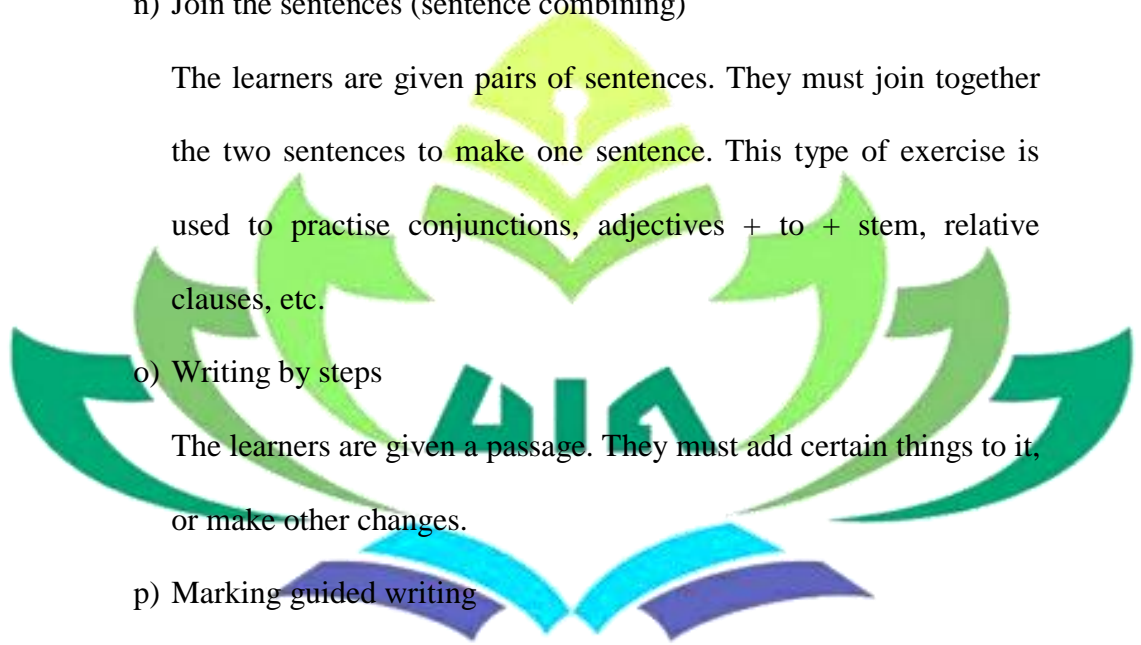 n) Join the sentences (sentence combining)
The learners are given pairs of sentences. They must join together
the two sentences to make one sentence. This type of exercise is
used to practise conjunctions, adjectives + to + stem, relative
clauses, etc.
o) Writing by steps
UIN
The learners are given a passage. They must add certain things to it,
or make other changes.
p) Marking guided writing